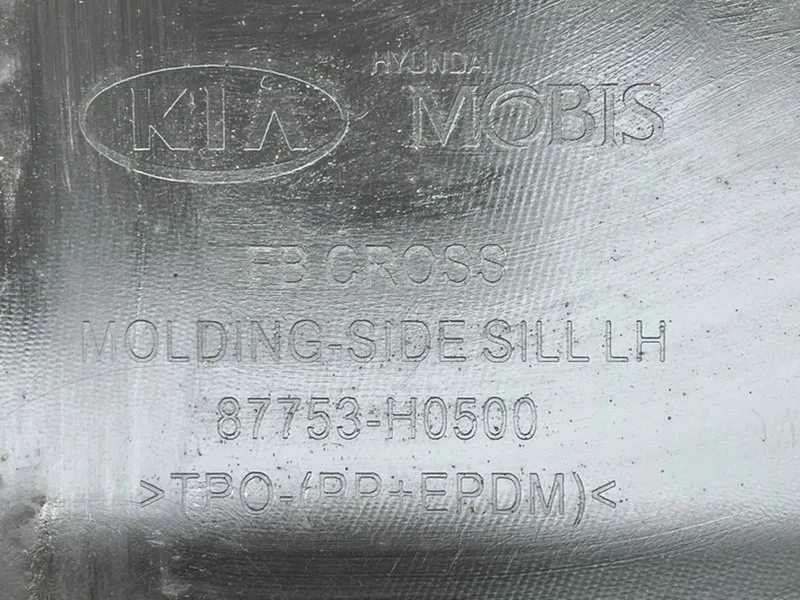 KIA
HYUNDAI
MOBIS
FB CROSS
MOLDING-SIDE SILL LH
87753-H0500
>TPO-(PP+EPDM)<